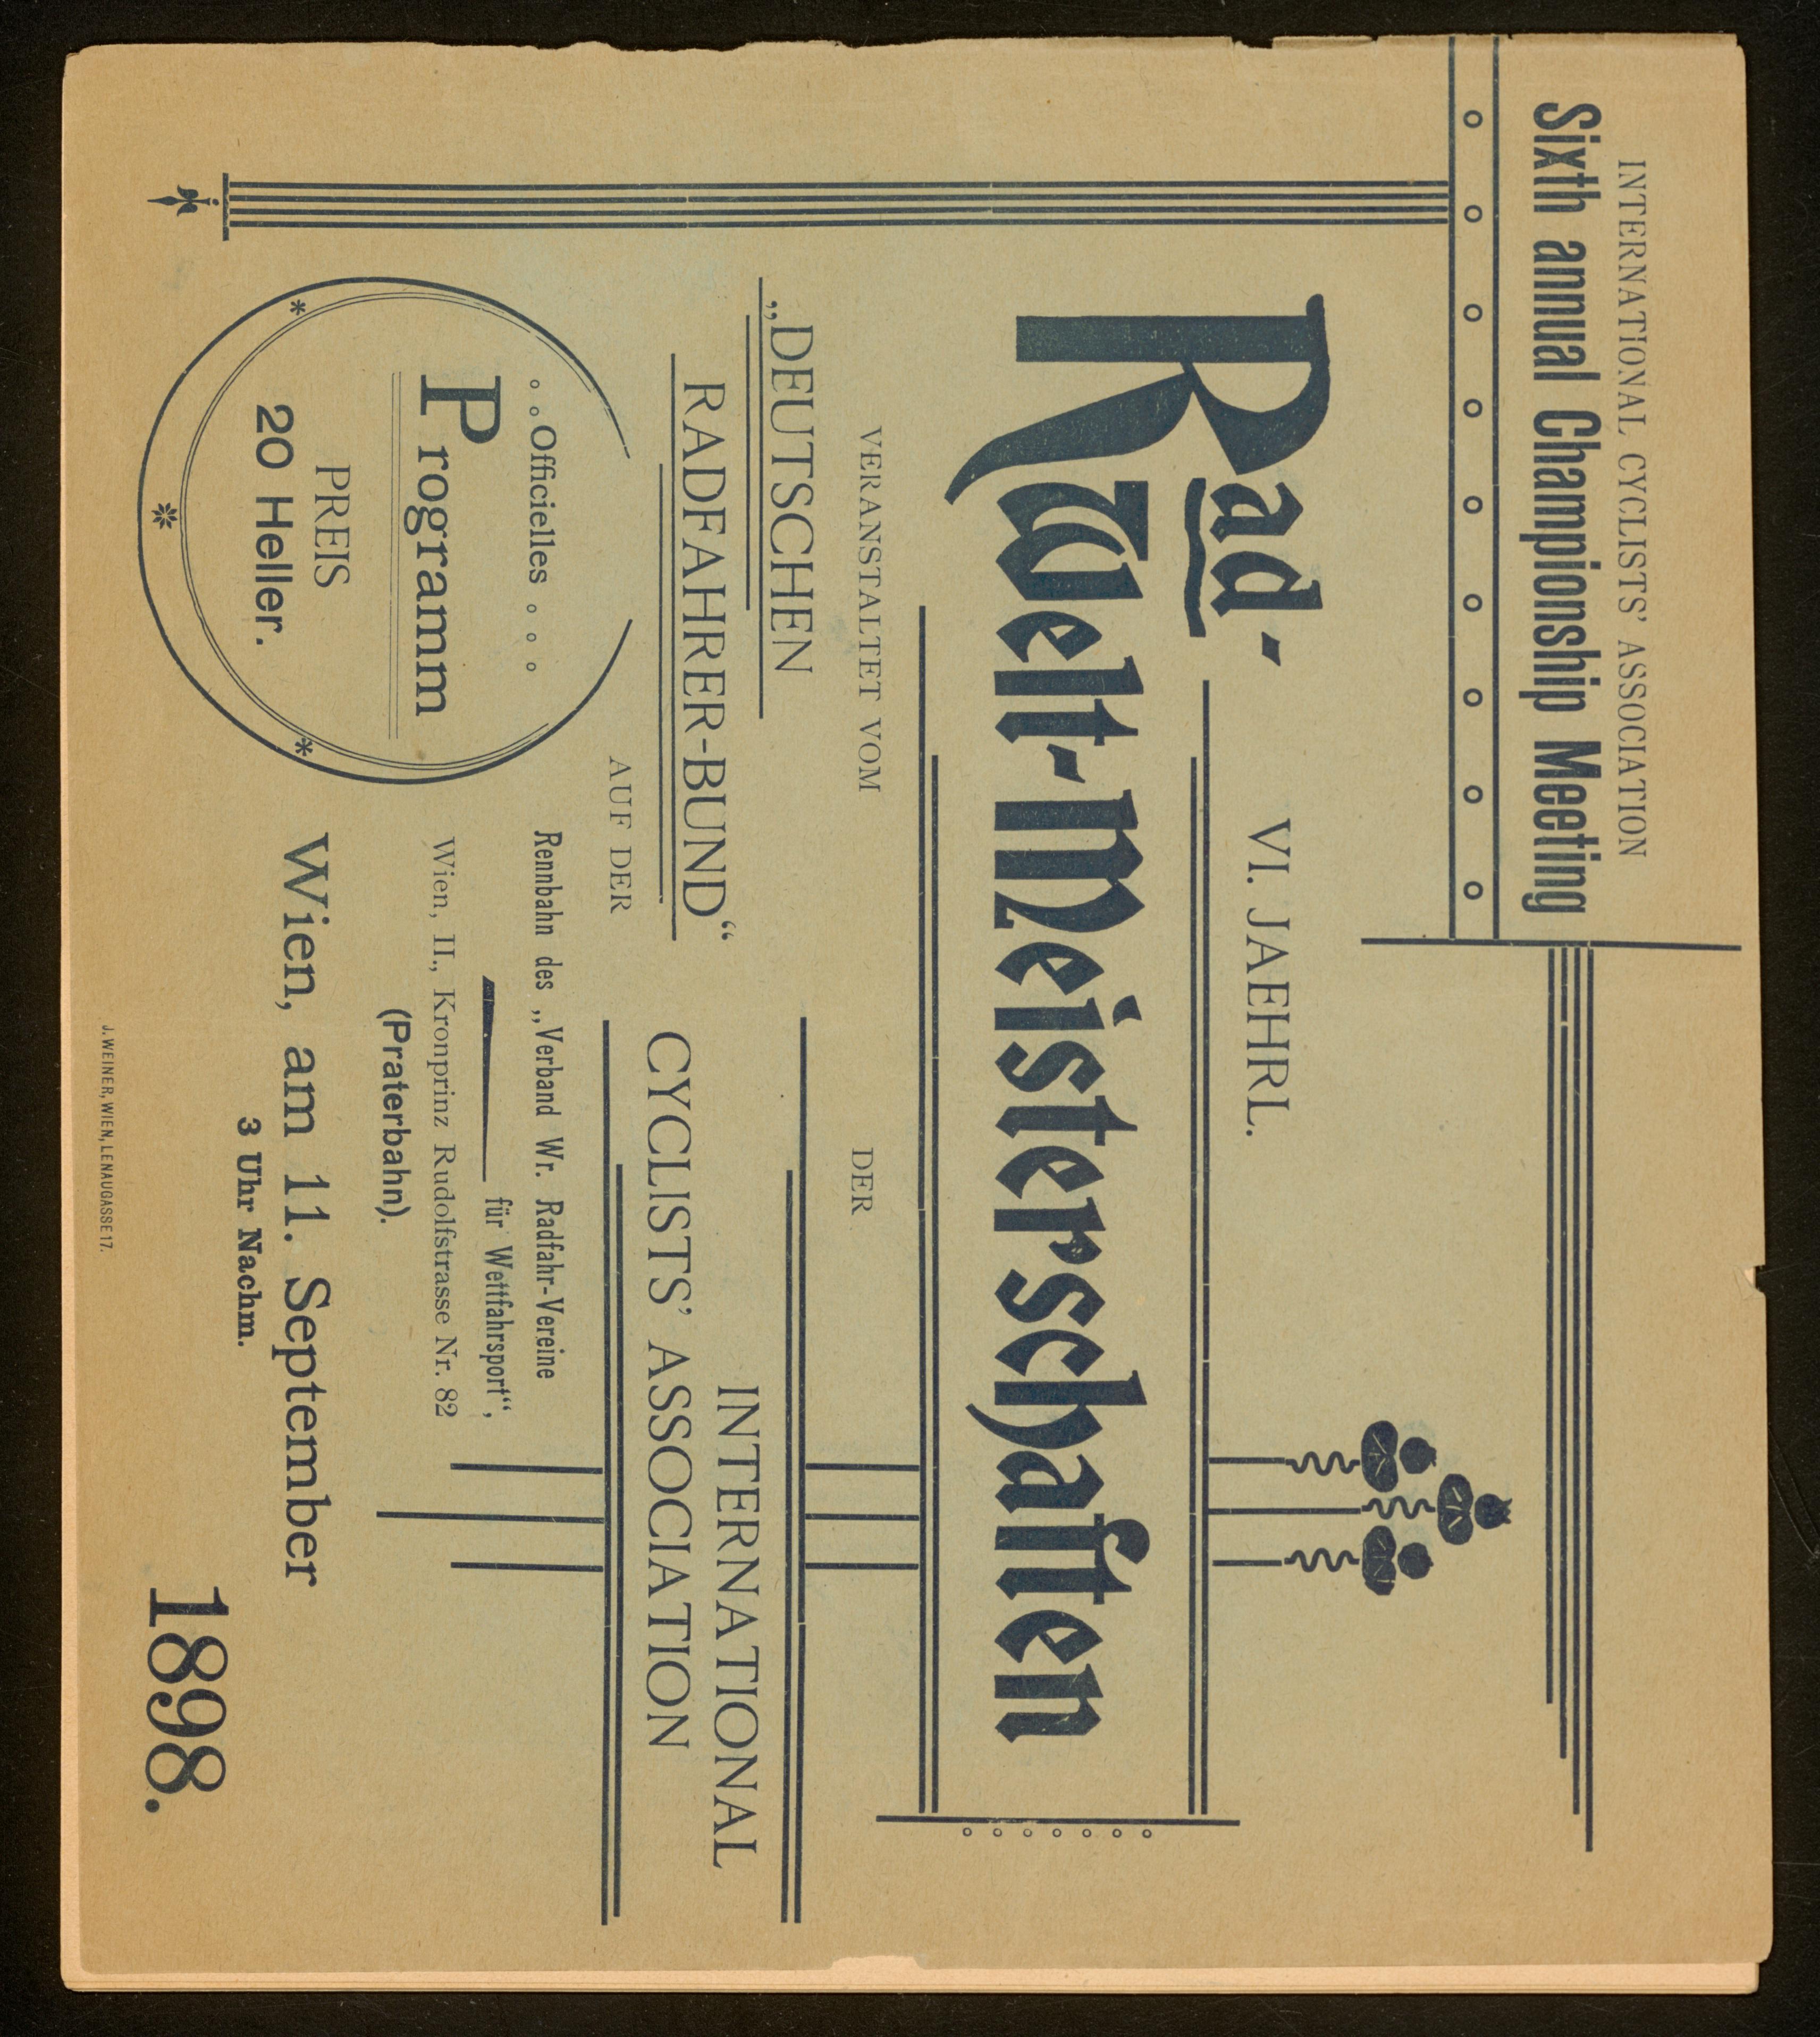 INTERNATIONAL CYCLISTS' ASSOCIATION
Sixth annual Championship Meeting
VI. JAEHRL.
Rad-
Welt-Meisterschaften
VERANSTALTET VOM
„DEUTSCHEN
RADFAHRER-BUND“
DER
INTERNATIONAL
CYCLISTS' ASSOCIATION
AUF DER
Rennbahn des „Verband Wr. Radfahr-Vereine
für Wettfahrsport“,
Wien, II., Kronprinz Rudolfstrasse Nr. 82
(Praterbahn).
Officielles
Programm
PREIS
20 Heller.
Wien, am 11. September
3 Uhr Nachm.
1898.
J. WEINER, WIEN, LENAUGASSE 17.